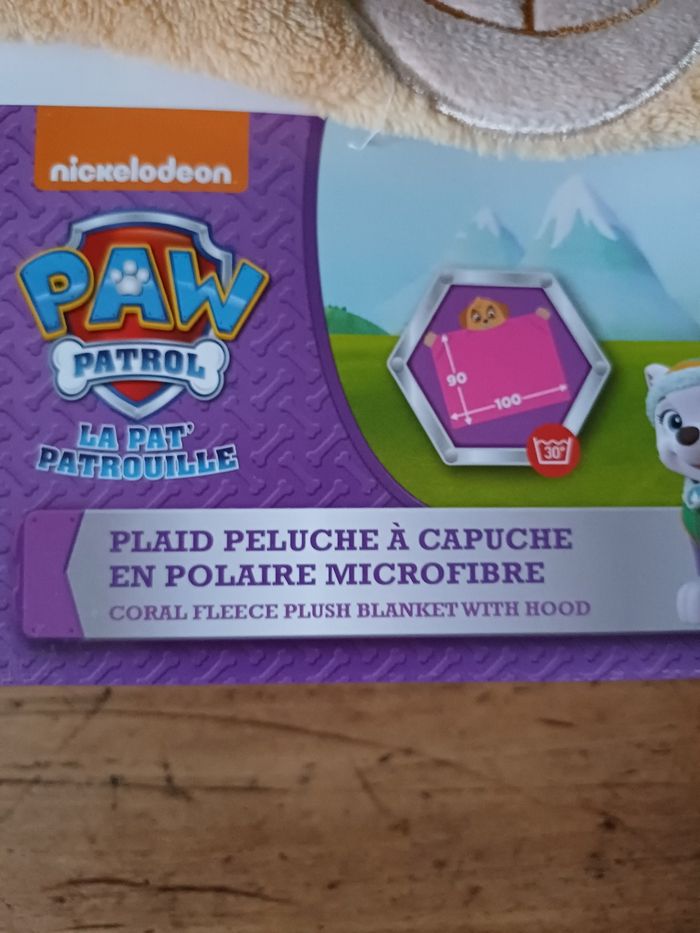 nickelodeon
PAW
PATROL
LA PAT'
PATROUILLE
90
100
30°
PLAID PELUCHE À CAPUCHE
EN POLAIRE MICROFIBRE
CORAL FLEECE PLUSH BLANKET WITH HOOD